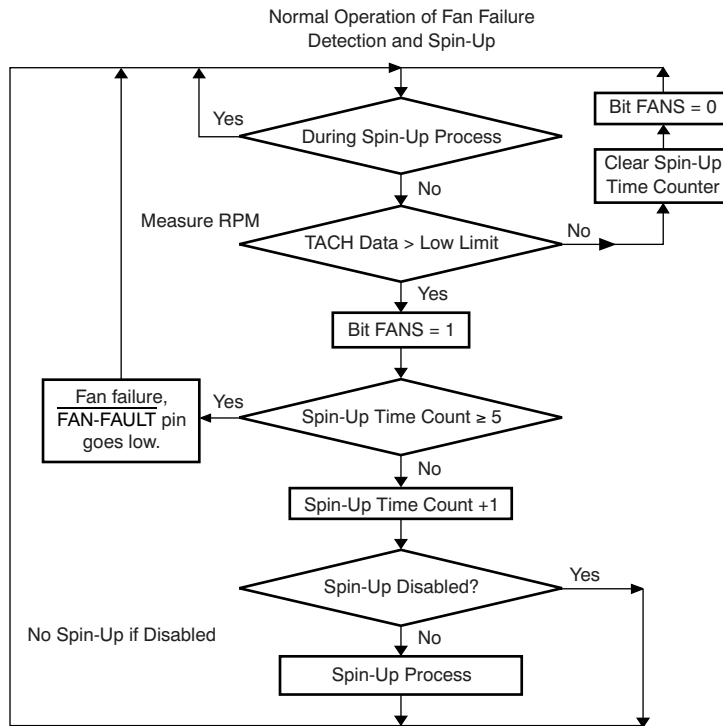 Normal Operation of Fan Failure
Detection and Spin-Up
Yes
During Spin-Up Process
Bit FANS = 0
No
Clear Spin-Up
Time Counter
Measure RPM
TACH Data > Low Limit
No
Yes
Bit FANS = 1
Fan failure,
FAN-FAULT pin
goes low.
Yes
Spin-Up Time Count ≥ 5
No
Spin-Up Time Count +1
Spin-Up Disabled?
Yes
No Spin-Up if Disabled
No
Spin-Up Process